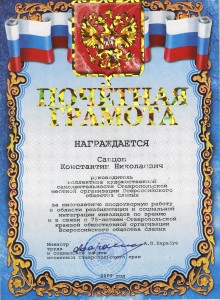 ПОЧЁТНАЯ
ГРАМОТА
НАГРАЖДАЕТСЯ
Константин Николаевич
руководитель
коллектива художественной
самодеятельности Ставропольской
местной организации Всероссийского
общества слепых
за многолетнюю плодотворную работу
в области реабилитации и социальной
интеграции инвалидов по зрению
и в связи с 75-летием Ставропольской
краевой общественной организации
Всероссийского общества слепых
Министр
труда
и социальной защиты
населения Ставропольского края